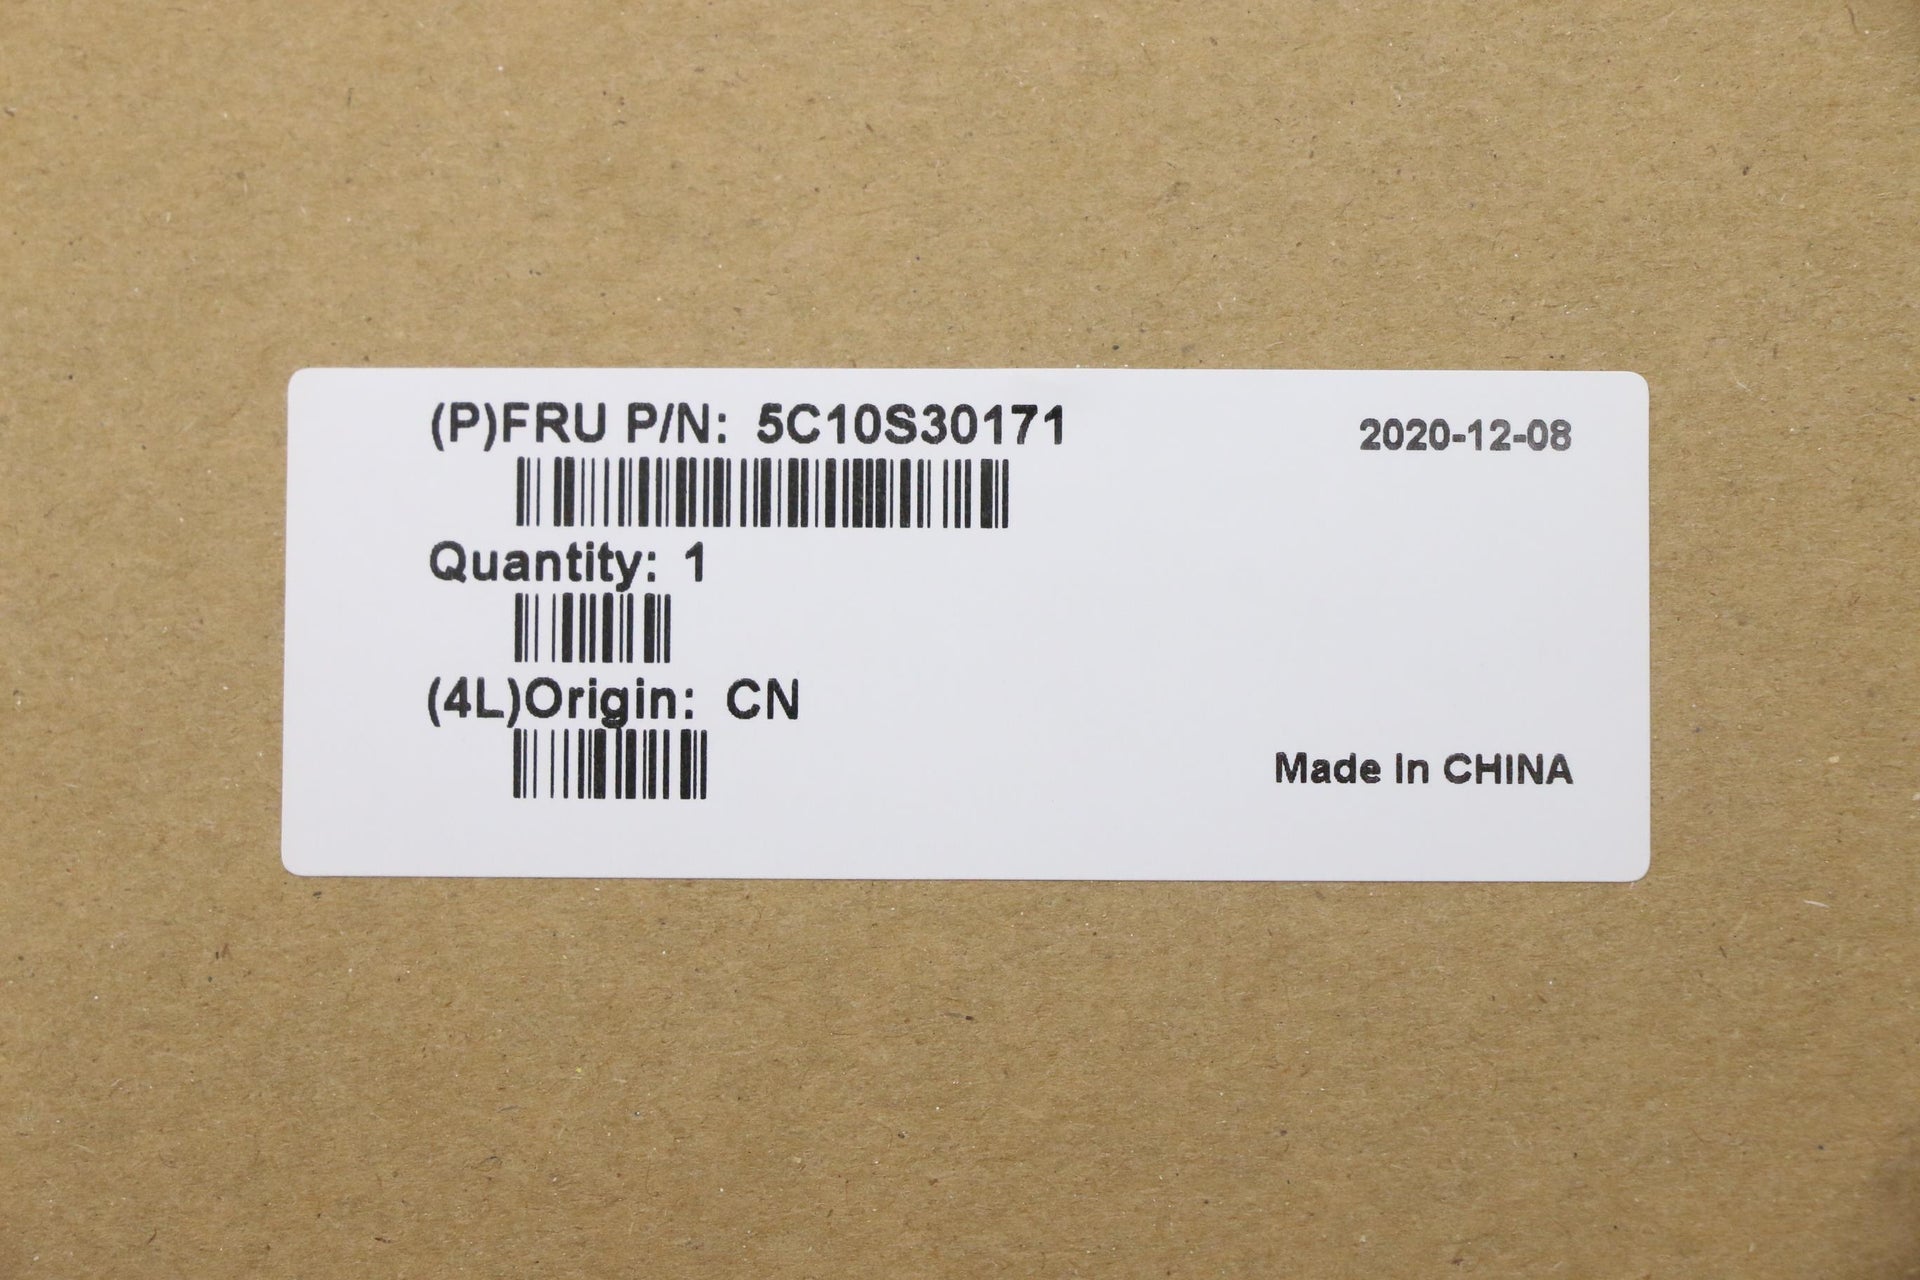 (P)FRU P/N: 5C10S30171
2020-12-08
Quantity: 1
(4L)Origin: CN
Made In CHINA